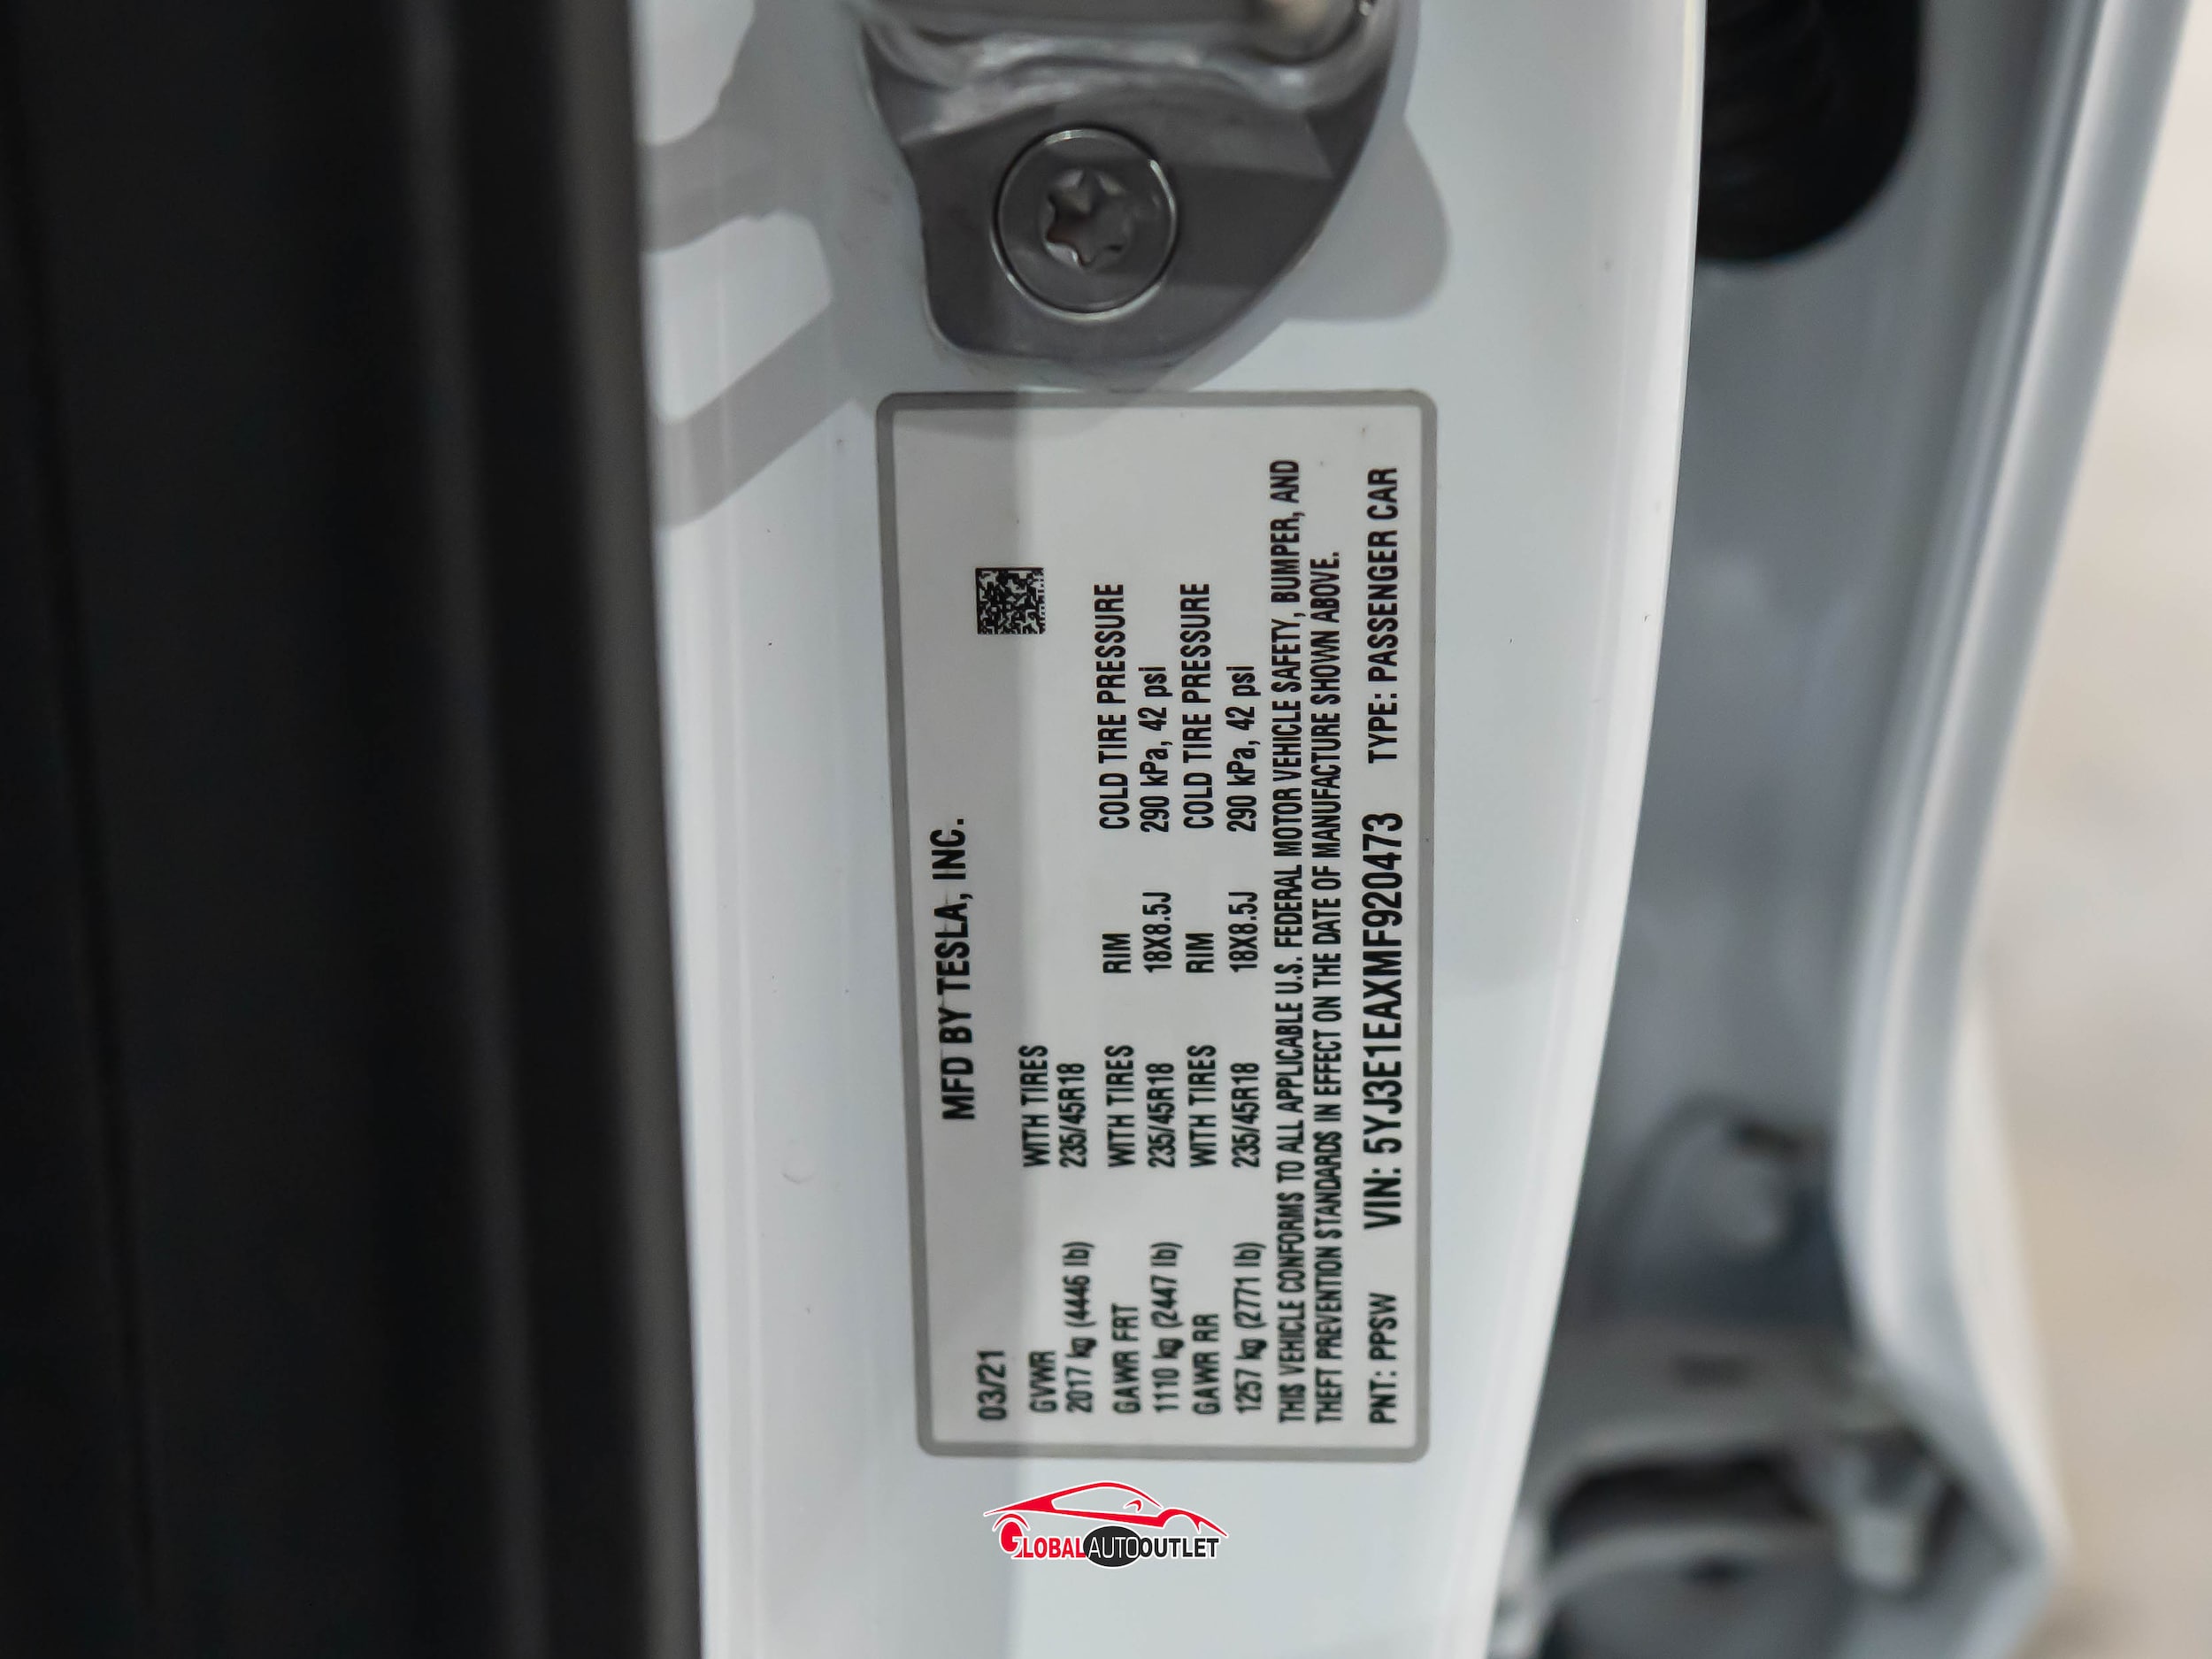 MFD BY TESLA, INC.
03/21
GVWR WITH TIRES
2017 kg (4446 lb) 235/45R18
GAWR FRT WITH TIRES RIM COLD TIRE PRESSURE
1110 kg (2447 lb) 235/45R18 18X8.5J 290 kPa, 42 psi
GAWR RR WITH TIRES RIM COLD TIRE PRESSURE
1257 kg (2771 lb) 235/45R18 18X8.5J 290 kPa, 42 psi
THIS VEHICLE CONFORMS TO ALL APPLICABLE U.S. FEDERAL MOTOR VEHICLE SAFETY, BUMPER, AND
THEFT PREVENTION STANDARDS IN EFFECT ON THE DATE OF MANUFACTURE SHOWN ABOVE.
PNT: PPSW VIN: 5YJ3E1EAXMF920473 TYPE: PASSENGER CAR
GLOBALAUTOOUTLET